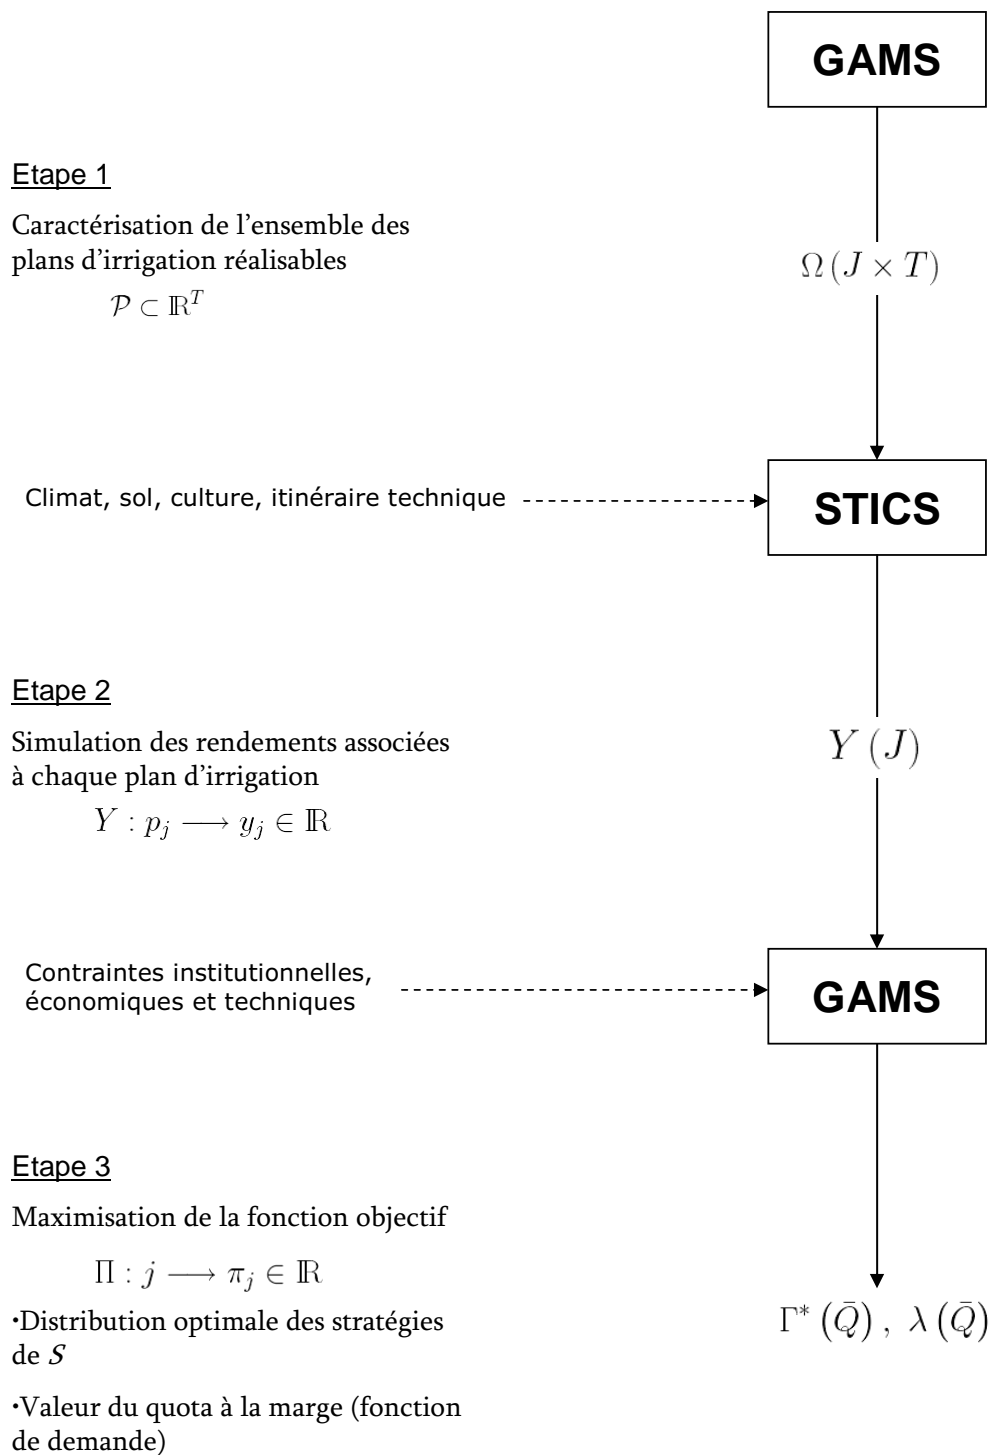 GAMS
Etape 1
Caractérisation de l'ensemble des
plans d'irrigation réalisables
𝒫 ⊂ ℝ^T
Ω (J × T)
Climat, sol, culture, itinéraire technique
STICS
Etape 2
Simulation des rendements associées
à chaque plan d'irrigation
Y : p_j ⟶ y_j ∈ ℝ
Y (J)
Contraintes institutionnelles,
économiques et techniques
GAMS
Etape 3
Maximisation de la fonction objectif
Π : j ⟶ π_j ∈ ℝ
•Distribution optimale des stratégies
de S
•Valeur du quota à la marge (fonction
de demande)
Γ* (Q̄) , λ (Q̄)